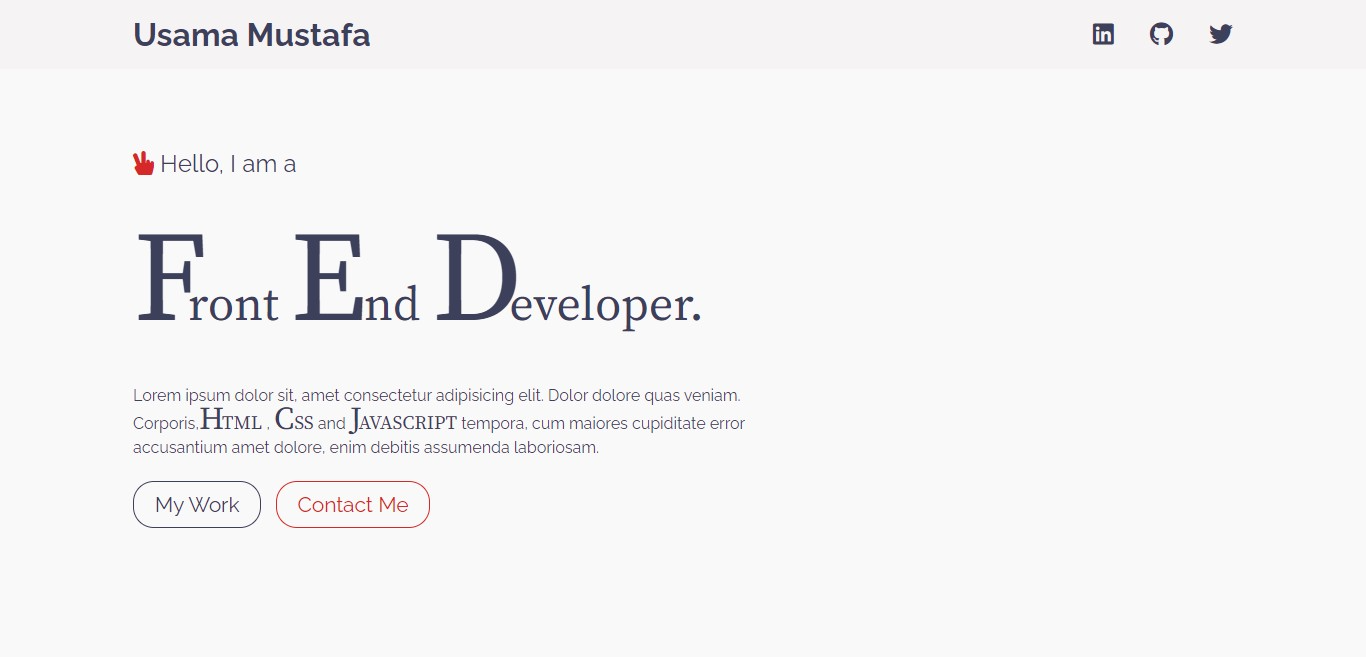 Usama Mustafa
Hello, I am a
Front End Developer.
Lorem ipsum dolor sit, amet consectetur adipisicing elit. Dolor dolore quas veniam.
Corporis,HTML , CSS and JAVASCRIPT tempora, cum maiores cupiditate error
accusantium amet dolore, enim debitis assumenda laboriosam.
My Work
Contact Me